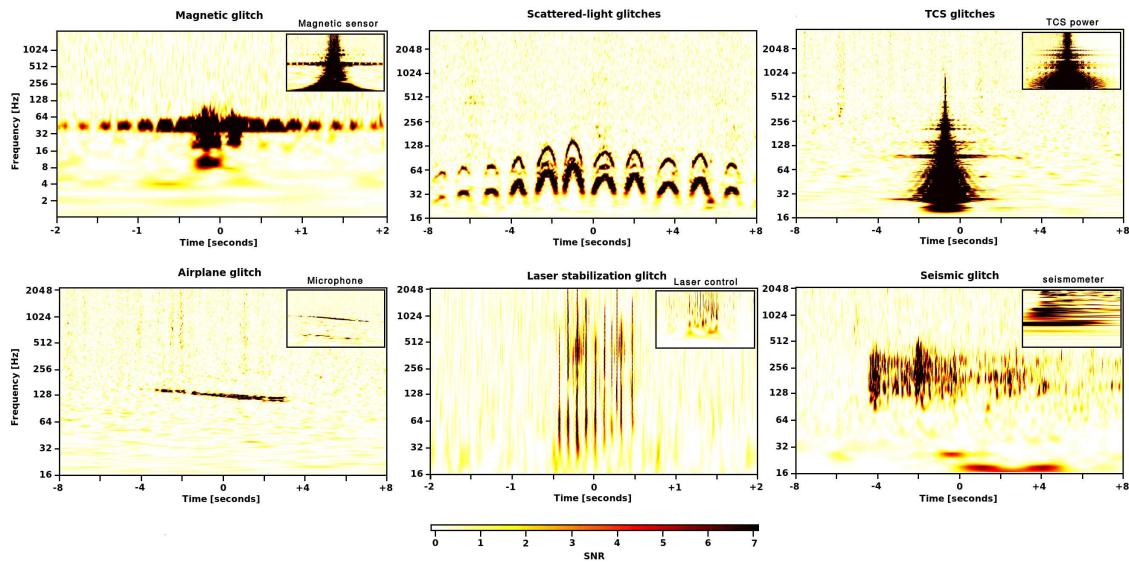 Magnetic glitch
Scattered-light glitches
TCS glitches
Magnetic sensor
TCS power
Frequency [Hz]
1024
512
256
128
64
32
16
8
4
2
-2 -1 0 +1 +2
Time [seconds]
2048
1024
512
256
128
64
32
16
-8 -4 0 +4 +8
Time [seconds]
2048
1024
512
256
128
64
32
16
-8 -4 0 +4 +8
Time [seconds]
Airplane glitch
Laser stabilization glitch
Seismic glitch
Microphone
Laser control
seismometer
Frequency [Hz]
2048
1024
512
256
128
64
32
16
-8 -4 0 +4 +8
Time [seconds]
2048
1024
512
256
128
64
32
16
-2 -1 0 +1 +2
Time [seconds]
2048
1024
512
256
128
64
32
16
-8 -4 0 +4 +8
Time [seconds]
0 1 2 3 4 5 6 7
SNR